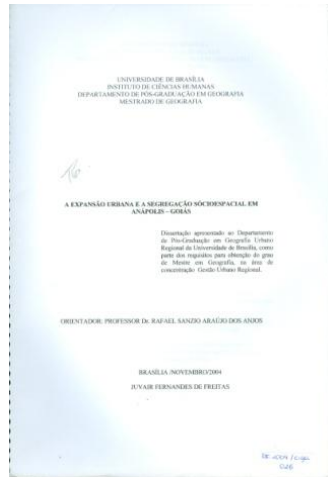 UNIVERSIDADE DE BRASÍLIA
INSTITUTO DE CIÊNCIAS HUMANAS
DEPARTAMENTO DE PÓS-GRADUAÇÃO EM GEOGRAFIA
MESTRADO DE GEOGRAFIA
A EXPANSÃO URBANA E A SEGREGAÇÃO SÓCIOESPACIAL EM
ANÁPOLIS – GOIÁS
Dissertação apresentado ao Departamento
de Pós-Graduação em Geografia Urbano
Regional da Universidade de Brasília, como
parte dos requisitos para obtenção do grau
de Mestre em Geografia, na área de
concentração Gestão Urbano Regional.
ORIENTADOR: PROFESSOR Dr. RAFAEL SANZIO ARAÚJO DOS ANJOS
BRASÍLIA /NOVEMBRO/2004
JUVAIR FERNANDES DE FREITAS